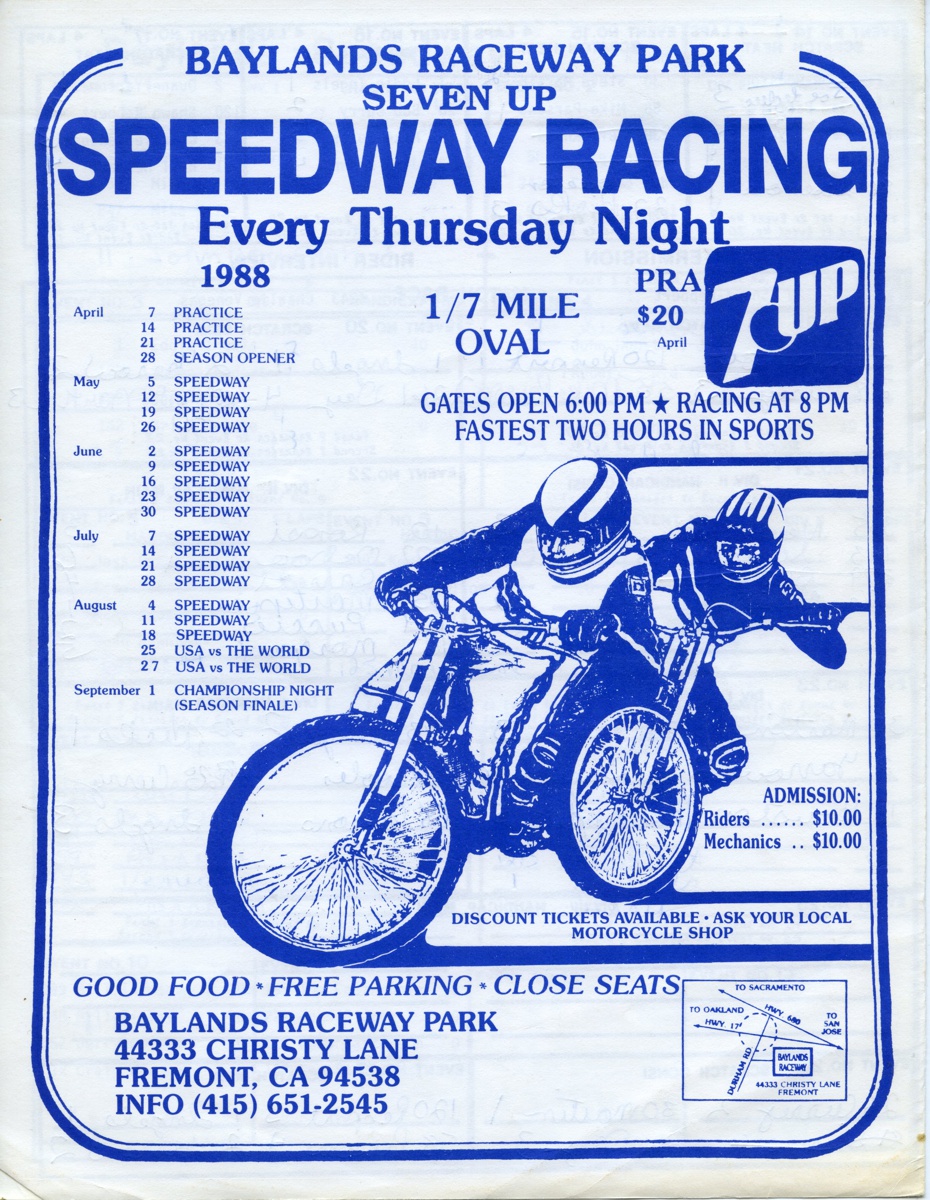 BAYLANDS RACEWAY PARK
SEVEN UP
SPEEDWAY RACING
Every Thursday Night
1988
April 7 PRACTICE
14 PRACTICE
21 PRACTICE
28 SEASON OPENER
May 5 SPEEDWAY
12 SPEEDWAY
19 SPEEDWAY
26 SPEEDWAY
June 2 SPEEDWAY
9 SPEEDWAY
16 SPEEDWAY
23 SPEEDWAY
30 SPEEDWAY
July 7 SPEEDWAY
14 SPEEDWAY
21 SPEEDWAY
28 SPEEDWAY
August 4 SPEEDWAY
11 SPEEDWAY
18 SPEEDWAY
25 USA vs THE WORLD
27 USA vs THE WORLD
September 1 CHAMPIONSHIP NIGHT
(SEASON FINALE)
1/7 MILE
OVAL
PRA
$20
April
7UP
GATES OPEN 6:00 PM ★ RACING AT 8 PM
FASTEST TWO HOURS IN SPORTS
ADMISSION:
Riders ...... $10.00
Mechanics .. $10.00
DISCOUNT TICKETS AVAILABLE • ASK YOUR LOCAL
MOTORCYCLE SHOP
GOOD FOOD * FREE PARKING * CLOSE SEATS
BAYLANDS RACEWAY PARK
44333 CHRISTY LANE
FREMONT, CA 94538
INFO (415) 651-2545
TO SACRAMENTO
TO OAKLAND
HWY 680
HWY. 17
TO
SAN
JOSE
DURHAM RD
BAYLANDS
RACEWAY
44333 CHRISTY LANE
FREMONT